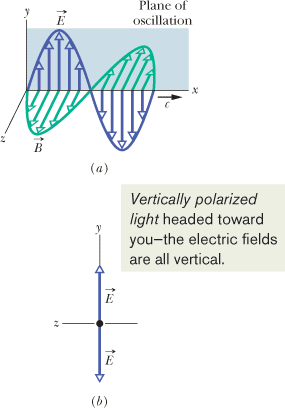 y
E
Plane of
oscillation
x
c
z
B
(a)
Vertically polarized
light headed toward
you–the electric fields
are all vertical.
y
E
z
E
(b)